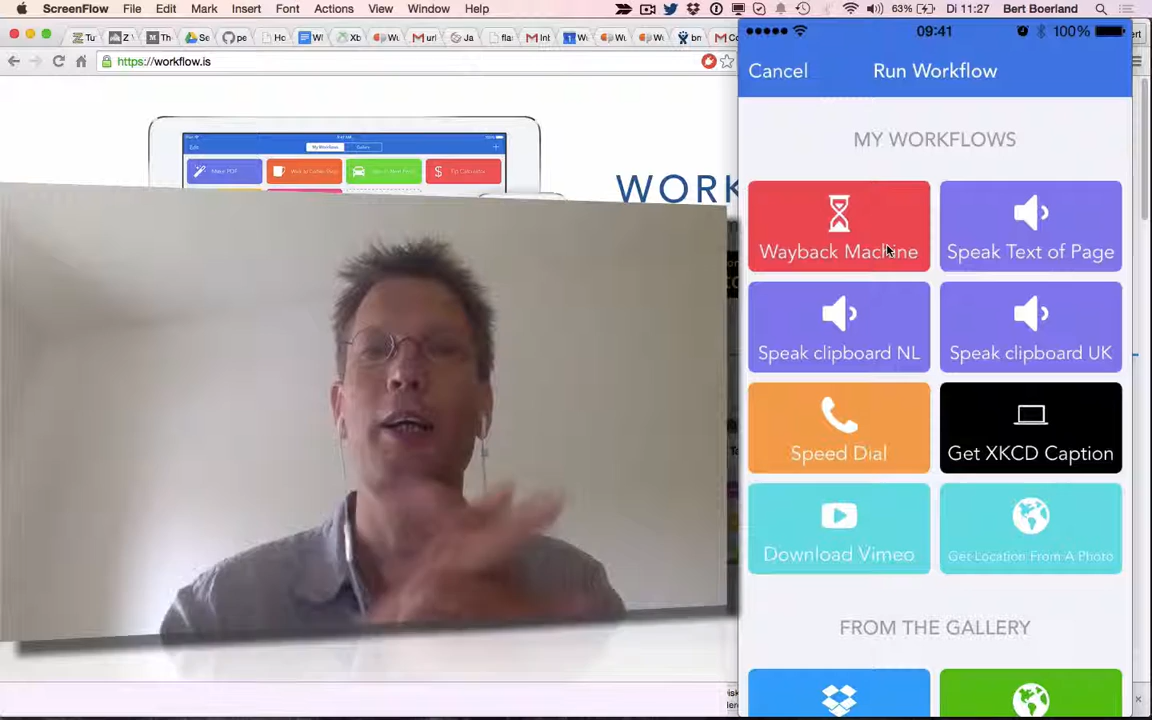 ScreenFlow File Edit Mark Insert Font Actions View Window Help 63% Di 11:27 Bert Boerland
https://workflow.is
WORK
09:41 100%
Cancel Run Workflow
MY WORKFLOWS
Wayback Machine Speak Text of Page
Speak clipboard NL Speak clipboard UK
Speed Dial Get XKCD Caption
Download Vimeo Get Location From A Photo
FROM THE GALLERY